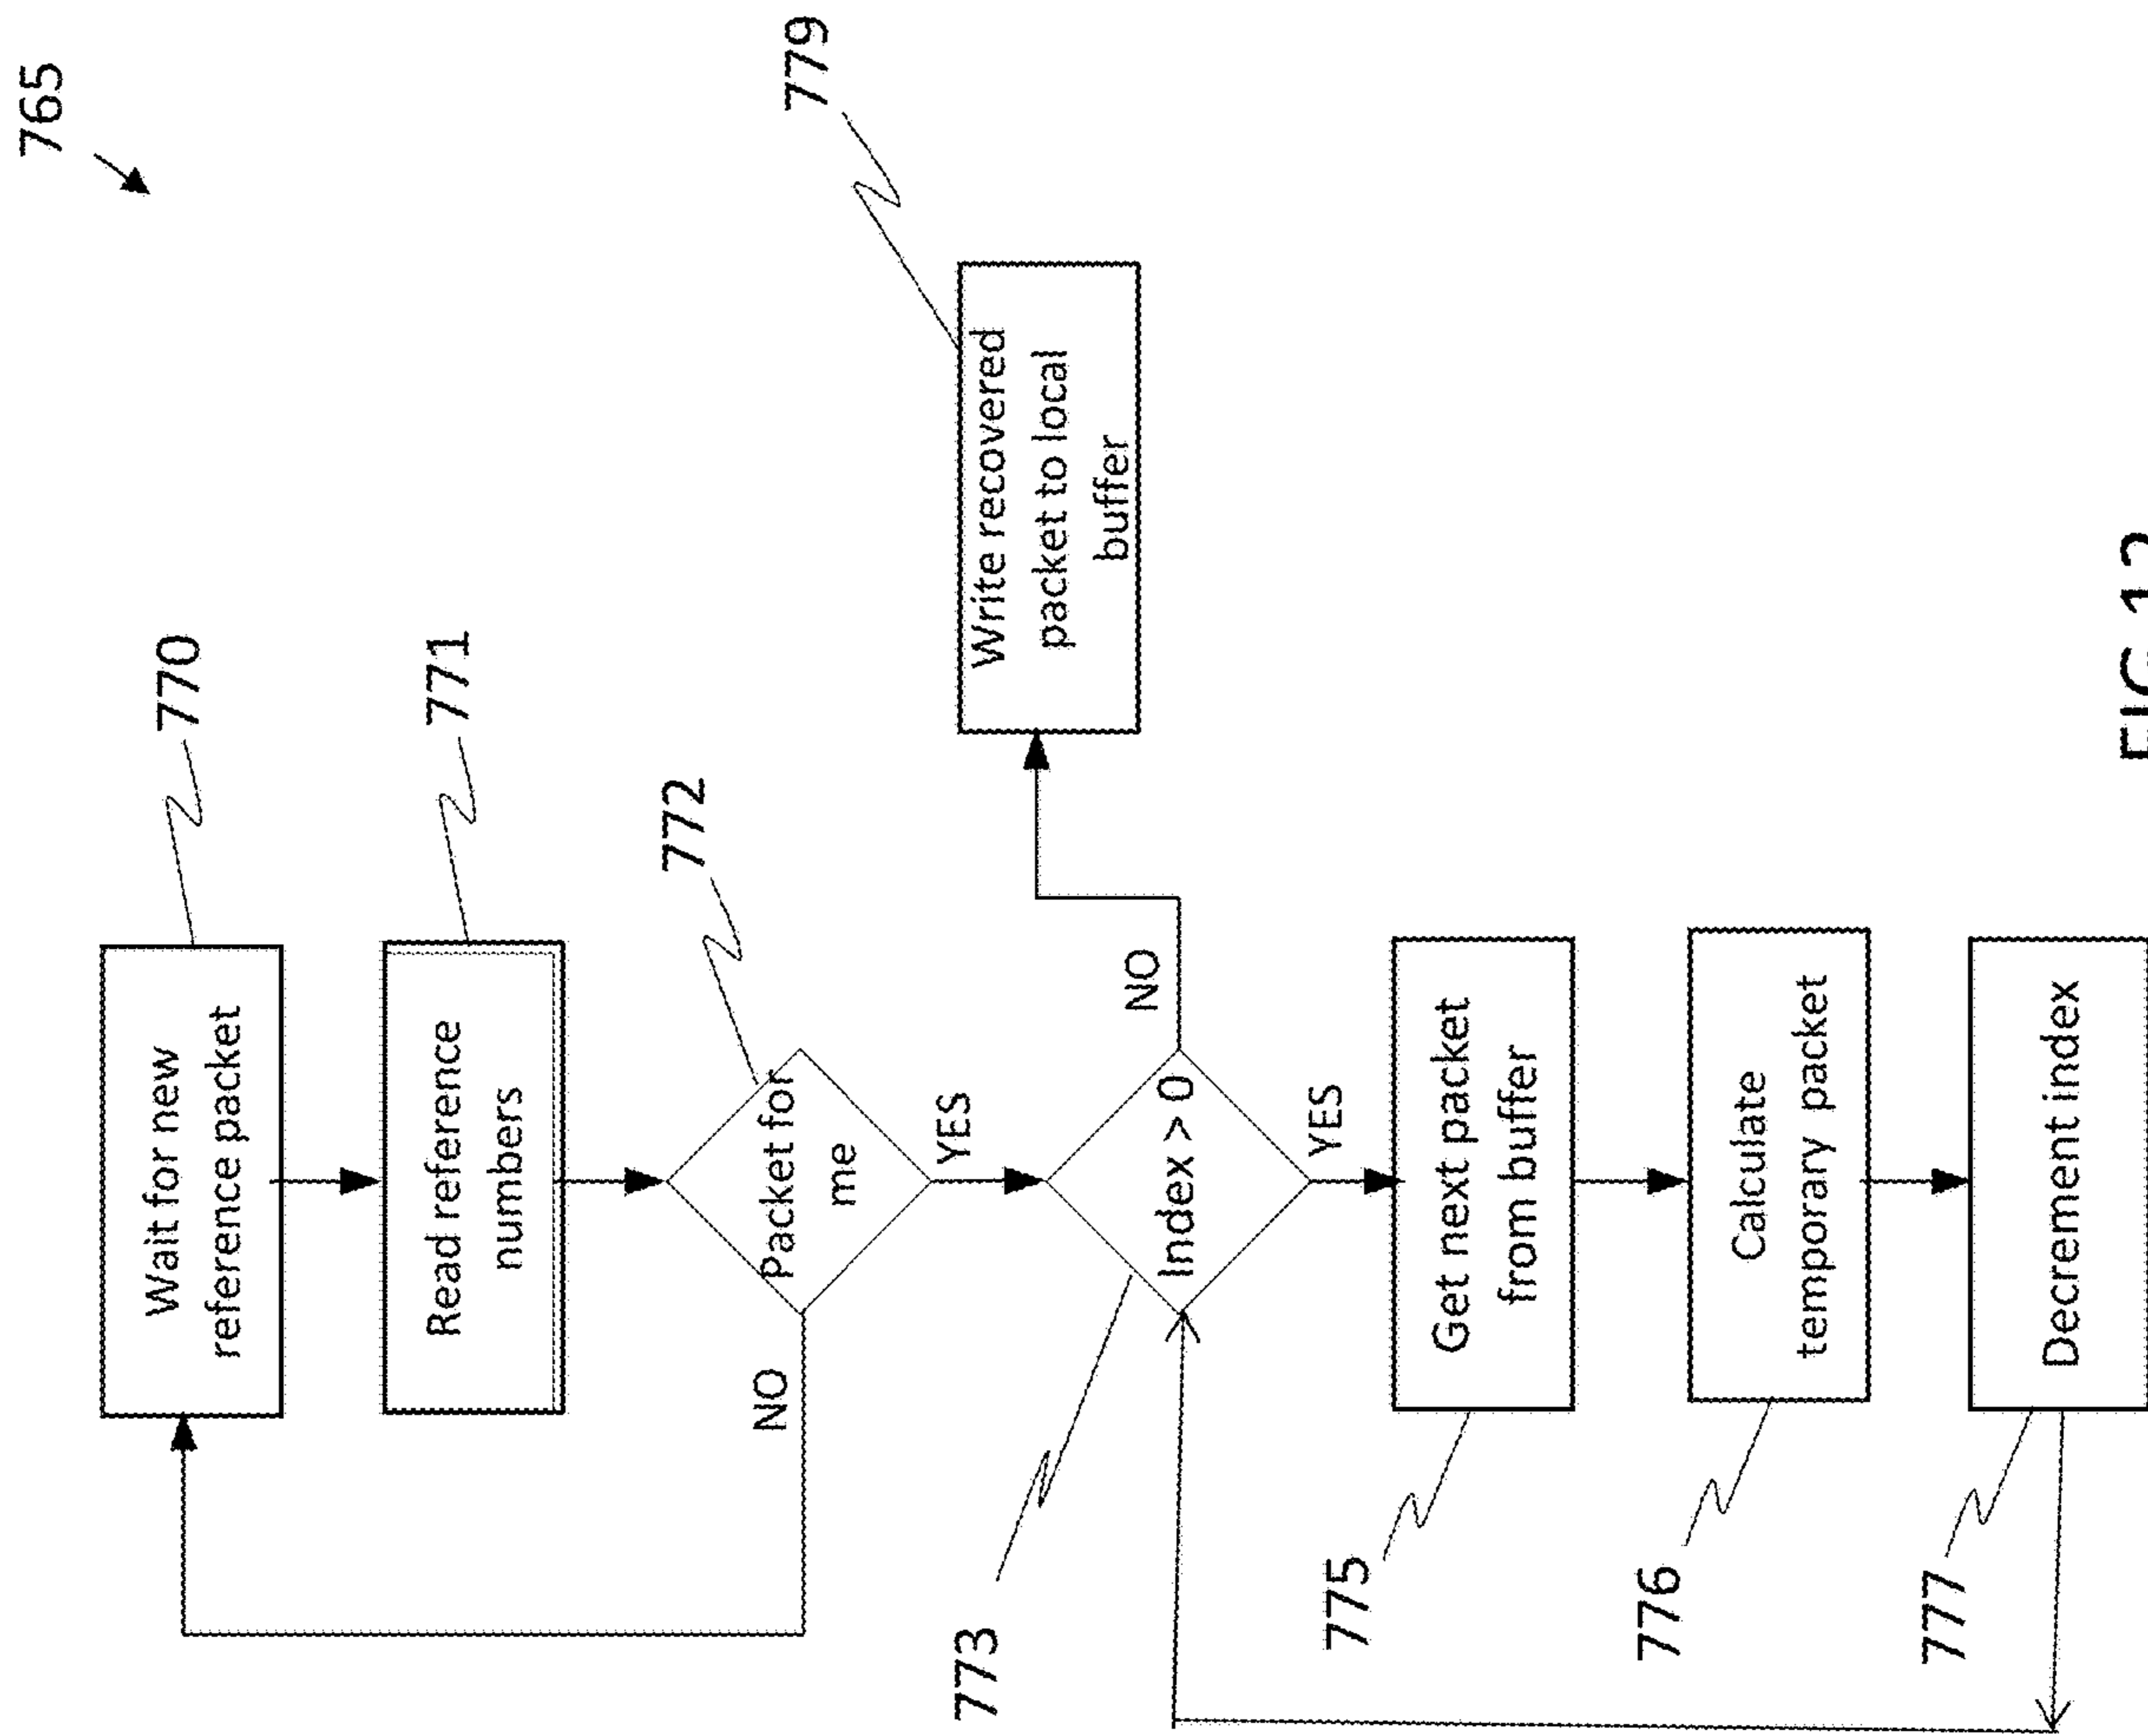 765
Wait for new
reference packet
770
Read reference
numbers
771
Packet for
me
772
NO
YES
Index > 0
773
NO
Write recovered
packet to local
buffer
779
YES
Get next packet
from buffer
775
Calculate
temporary packet
776
Decrement index
777
FIG